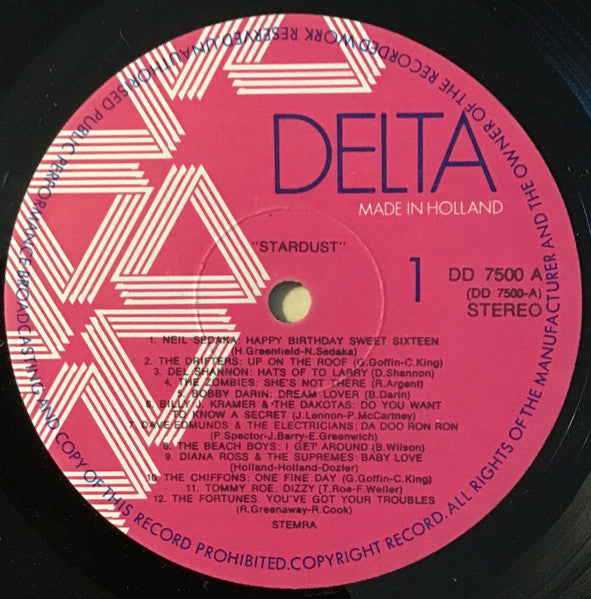 DELTA
MADE IN HOLLAND
"STARDUST"
1
DD 7500 A
(DD 7500-A)
STEREO
1. NEIL SEDAKA: HAPPY BIRTHDAY SWEET SIXTEEN
(H.Greenfield-N.Sedaka)
2. THE DRIFTERS: UP ON THE ROOF (G.Goffin-C.King)
3. DEL SHANNON: HATS OF TO LARRY (D.Shannon)
4. THE ZOMBIES: SHE'S NOT THERE (R.Argent)
5. BOBBY DARIN: DREAM LOVER (B.Darin)
6. BILLY J. KRAMER & THE DAKOTAS: DO YOU WANT
TO KNOW A SECRET (J.Lennon-P.McCartney)
7. DAVE EDMUNDS & THE ELECTRICIANS: DA DOO RON RON
(P.Spector-J.Barry-E.Greenwich)
8. THE BEACH BOYS: I GET AROUND (B.Wilson)
9. DIANA ROSS & THE SUPREMES: BABY LOVE
(Holland-Holland-Dozier)
10. THE CHIFFONS: ONE FINE DAY (G.Goffin-C.King)
11. TOMMY ROE: DIZZY (T.Roe-F.Weller)
12. THE FORTUNES: YOU'VE GOT YOUR TROUBLES
(R.Greenaway-R.Cook)
STEMRA
ALL RIGHTS OF THE MANUFACTURER AND THE OWNER OF THE RECORDED WORK RESERVED UNAUTHORISED PUBLIC PERFORMANCE BROADCASTING AND COPY OF THIS RECORD PROHIBITED. COPYRIGHT RECORD.